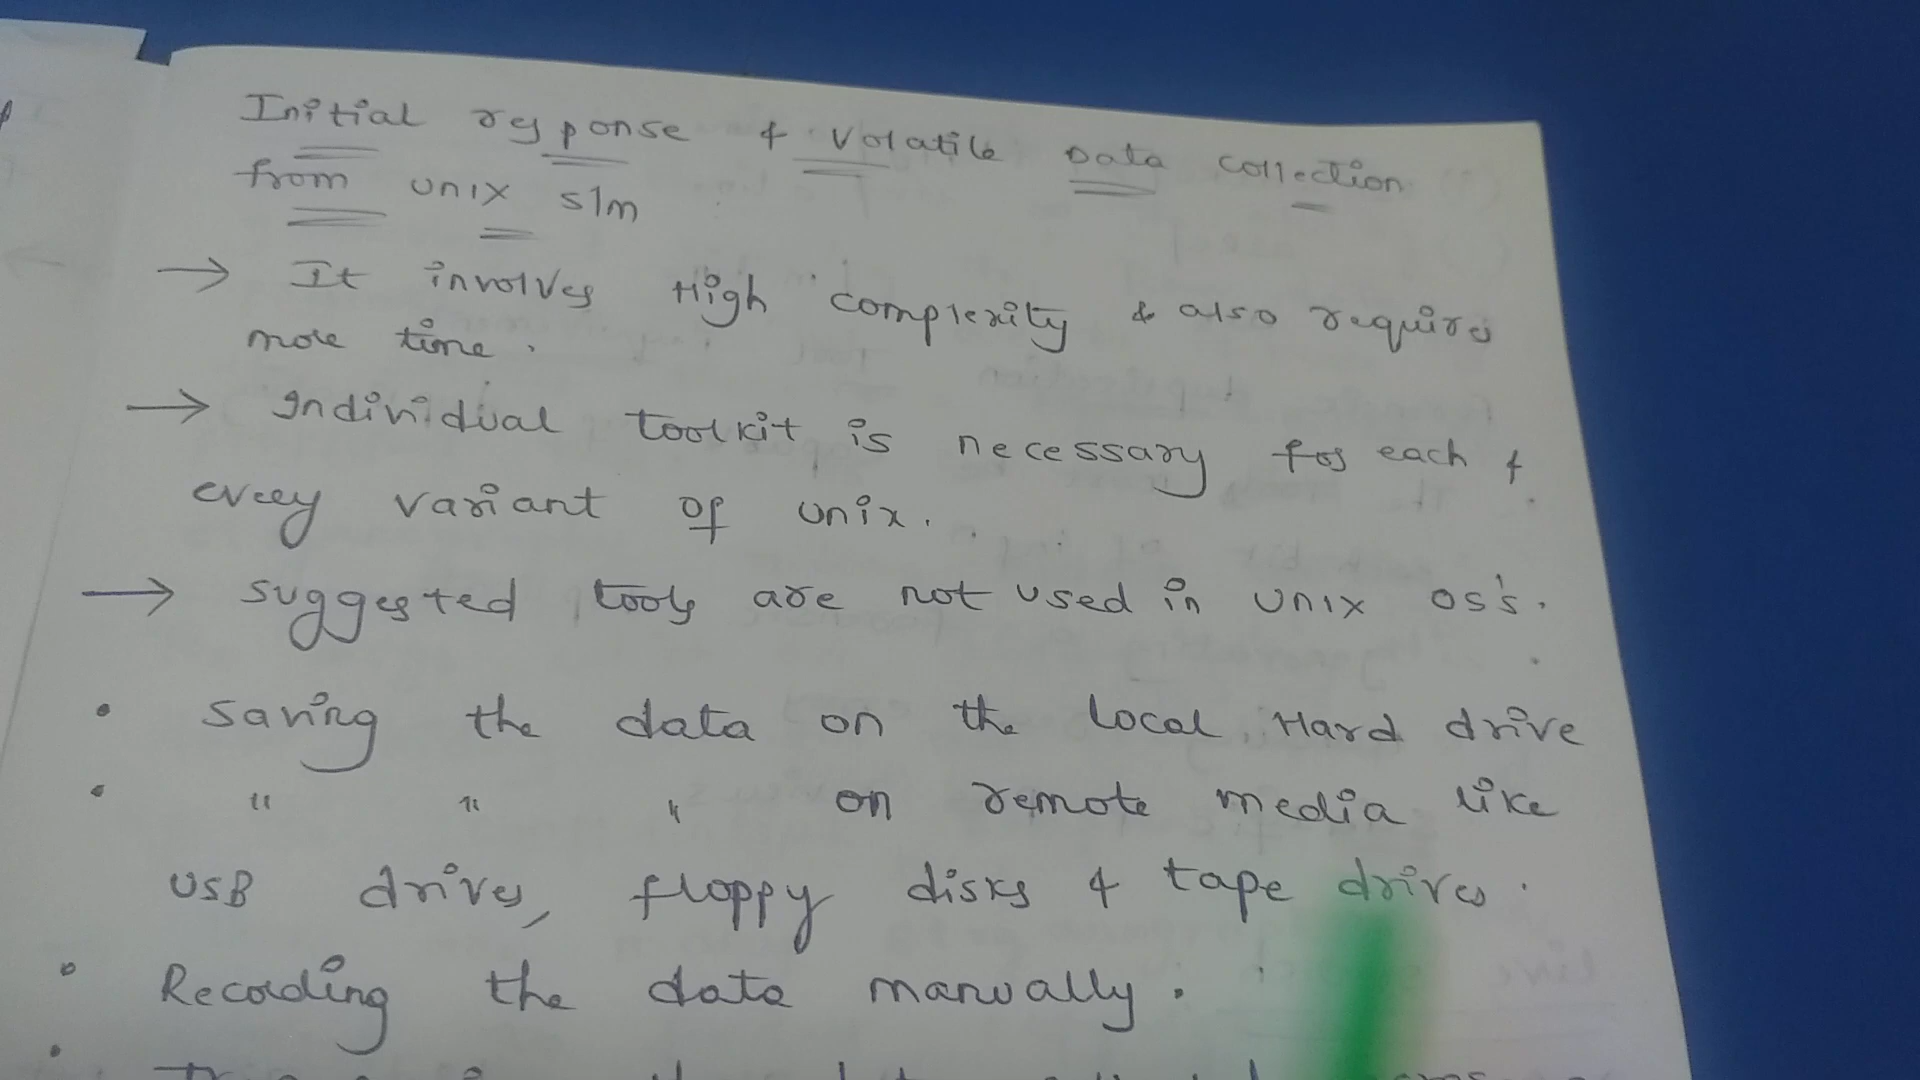 Initial response & Volatile Data Collection
from unix s/m
→ It involves High complexity & also requires
more time.
→ Individual toolkit is necessary for each &
every variant of unix.
→ suggested tools are not used in unix os's.
• Saving the data on the local Hard drive
• " " " on remote media like
USB drives, floppy disks & tape drives.
• Recording the data manually.